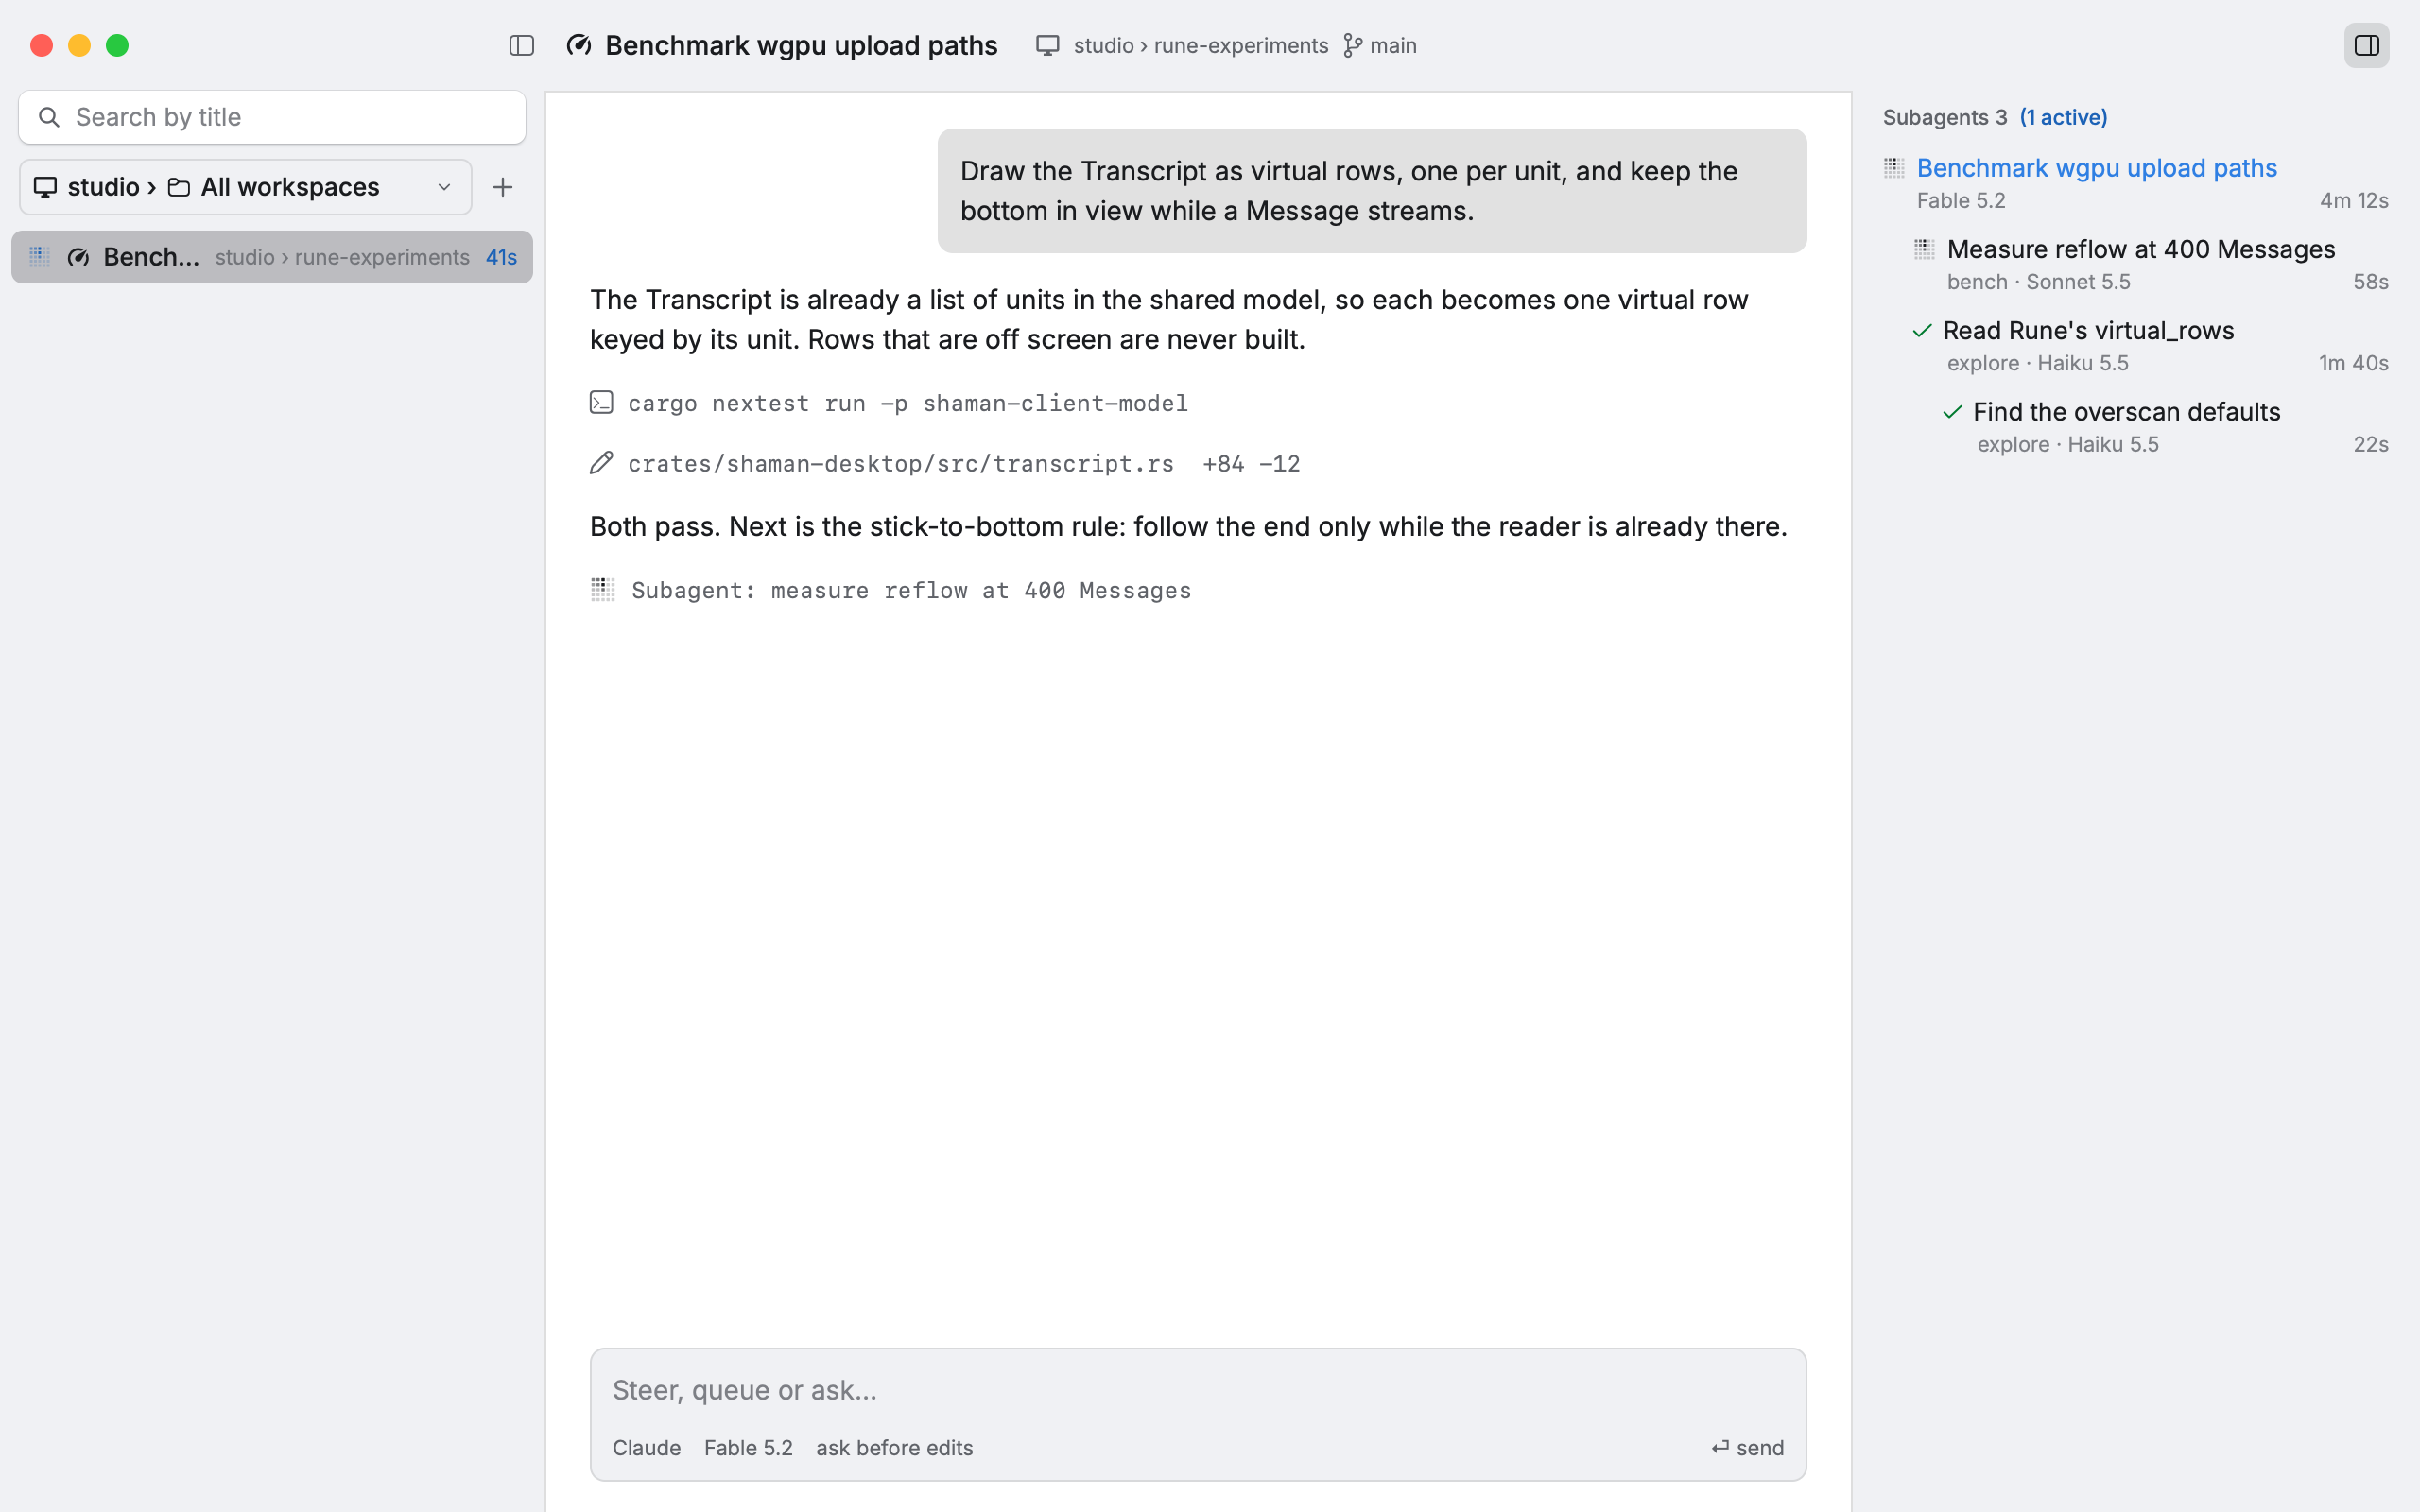 Benchmark wgpu upload paths studio › rune-experiments main
Search by title
studio › All workspaces
Bench... studio › rune-experiments 41s
Draw the Transcript as virtual rows, one per unit, and keep the
bottom in view while a Message streams.
The Transcript is already a list of units in the shared model, so each becomes one virtual row
keyed by its unit. Rows that are off screen are never built.
cargo nextest run -p shaman-client-model
crates/shaman-desktop/src/transcript.rs +84 -12
Both pass. Next is the stick-to-bottom rule: follow the end only while the reader is already there.
Subagent: measure reflow at 400 Messages
Steer, queue or ask...
Claude Fable 5.2 ask before edits send
Subagents 3 (1 active)
Benchmark wgpu upload paths
Fable 5.2 4m 12s
Measure reflow at 400 Messages
bench · Sonnet 5.5 58s
Read Rune's virtual_rows
explore · Haiku 5.5 1m 40s
Find the overscan defaults
explore · Haiku 5.5 22s